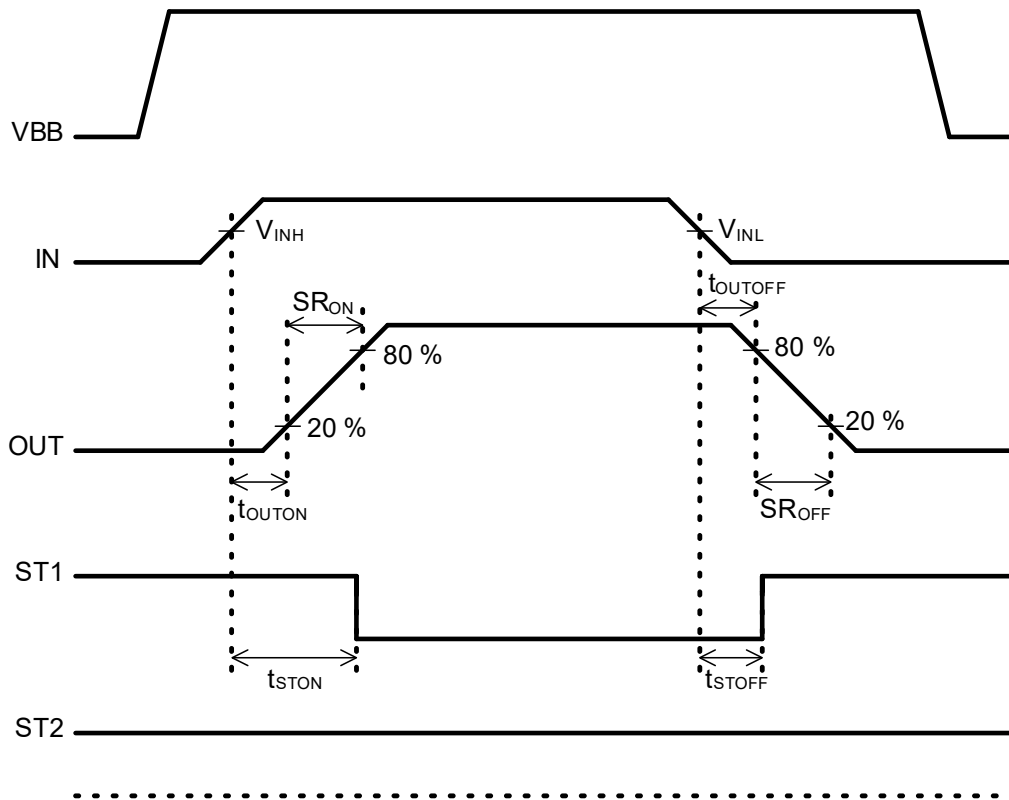 VBB
IN
VINH
VINL
tOUTOFF
SRON
80 %
80 %
20 %
20 %
OUT
tOUTON
SROFF
ST1
tSTON
tSTOFF
ST2